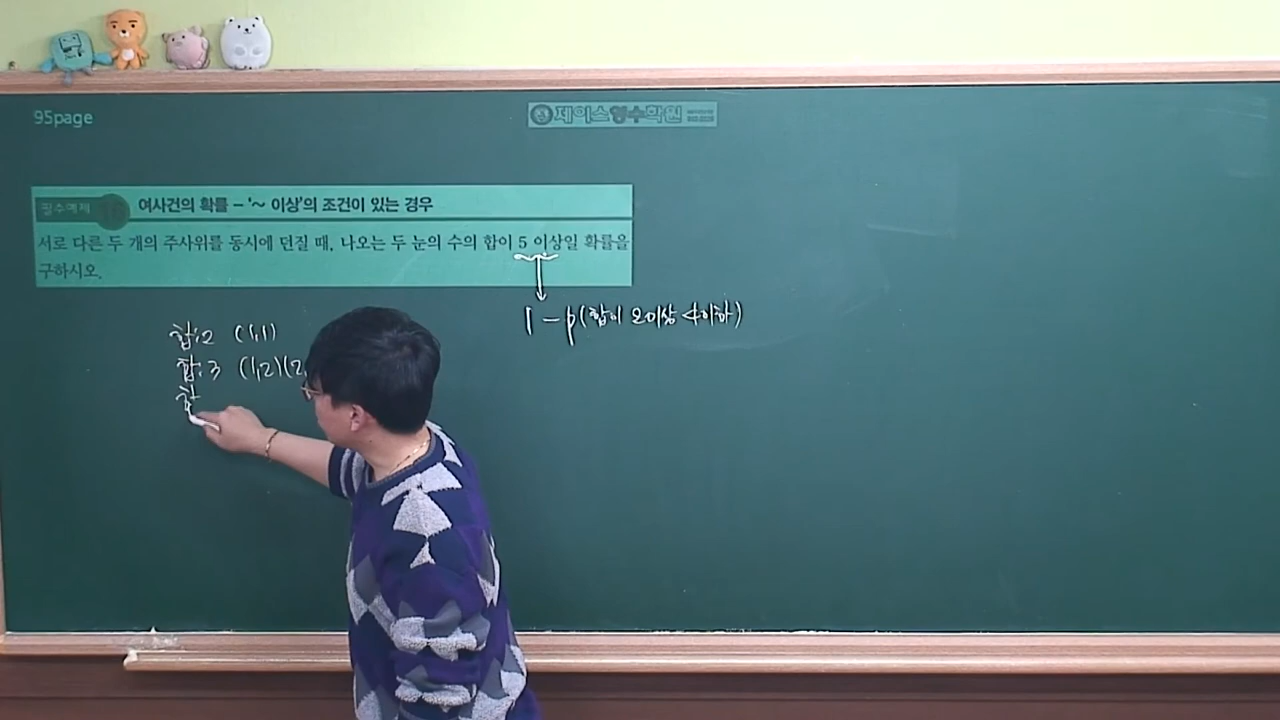 95page
제이스영수학원
필수예제 16 여사건의 확률 – '~ 이상'의 조건이 있는 경우
서로 다른 두 개의 주사위를 동시에 던질 때, 나오는 두 눈의 수의 합이 5 이상일 확률을
구하시오.
1 – p(합이 2이상 4이하)
합:2 (1,1)
합:3 (1,2)(2,
합